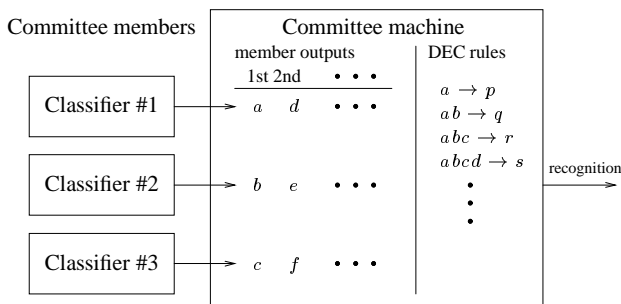 Committee members
Committee machine
member outputs
DEC rules
1st 2nd • • •
Classifier #1
a d • • •
a → p
a b → q
a b c → r
a b c d → s
•
•
•
Classifier #2
b e • • •
recognition
Classifier #3
c f • • •